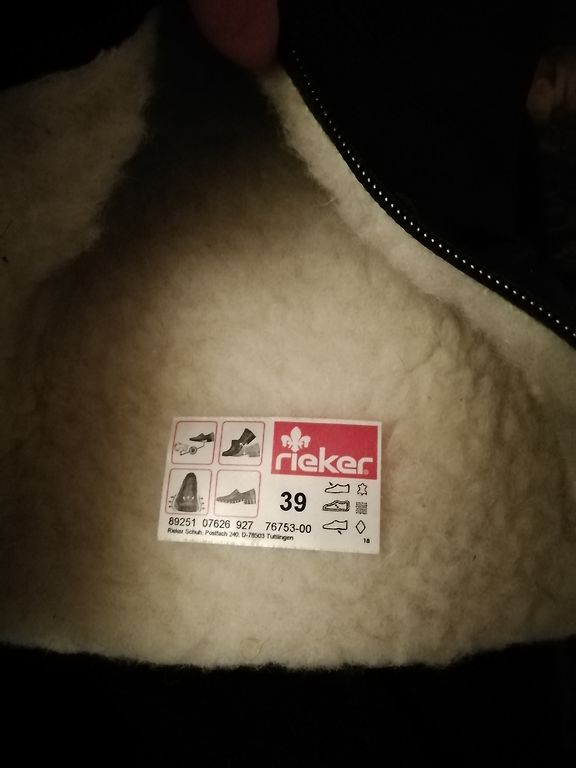 rieker
39
89251 07626 927 76753-00
Rieker Schuh, Postfach 240, D-78503 Tuttlingen
18